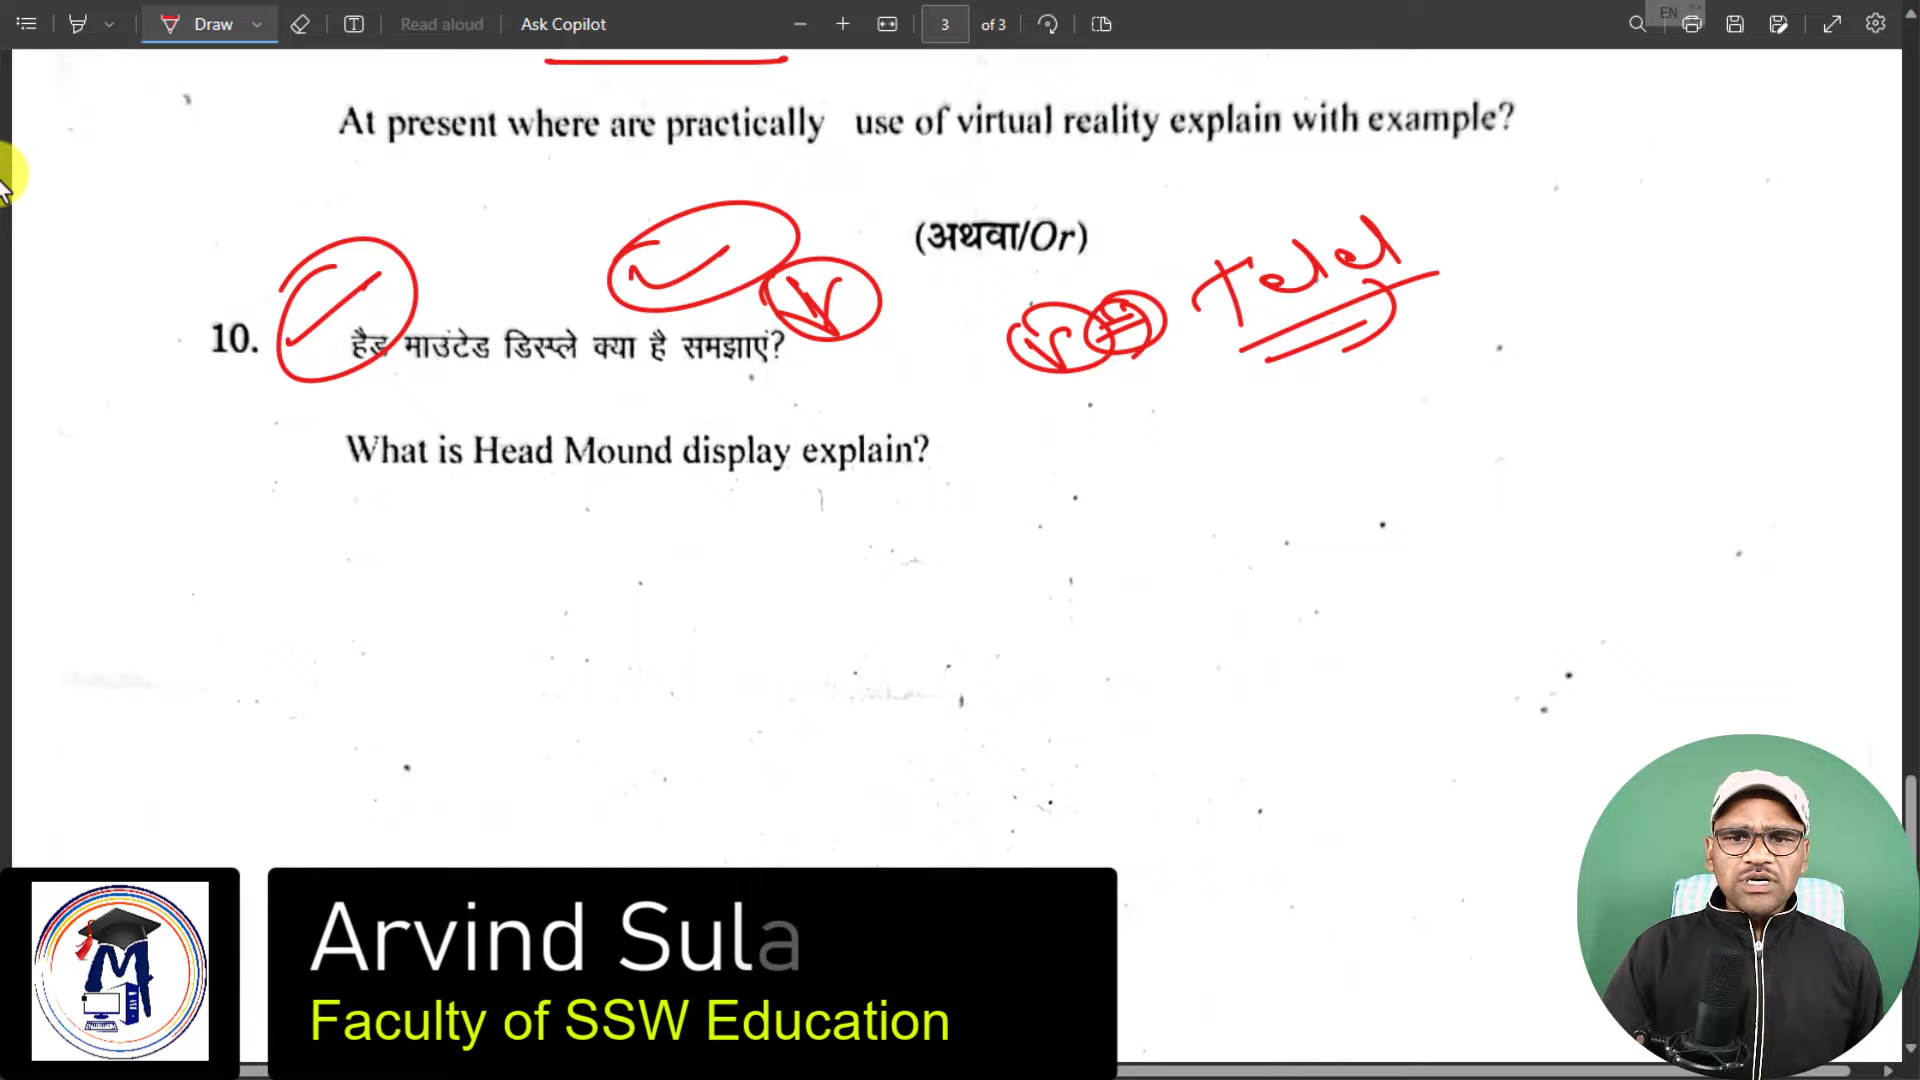 Draw
Read aloud
Ask Copilot
3 of 3
EN
At present where are practically use of virtual reality explain with example?
(अथवा/Or)
10. हैड माउंटेड डिस्प्ले क्या है समझाएं?
What is Head Mound display explain?
M
Arvind Sula
Faculty of SSW Education